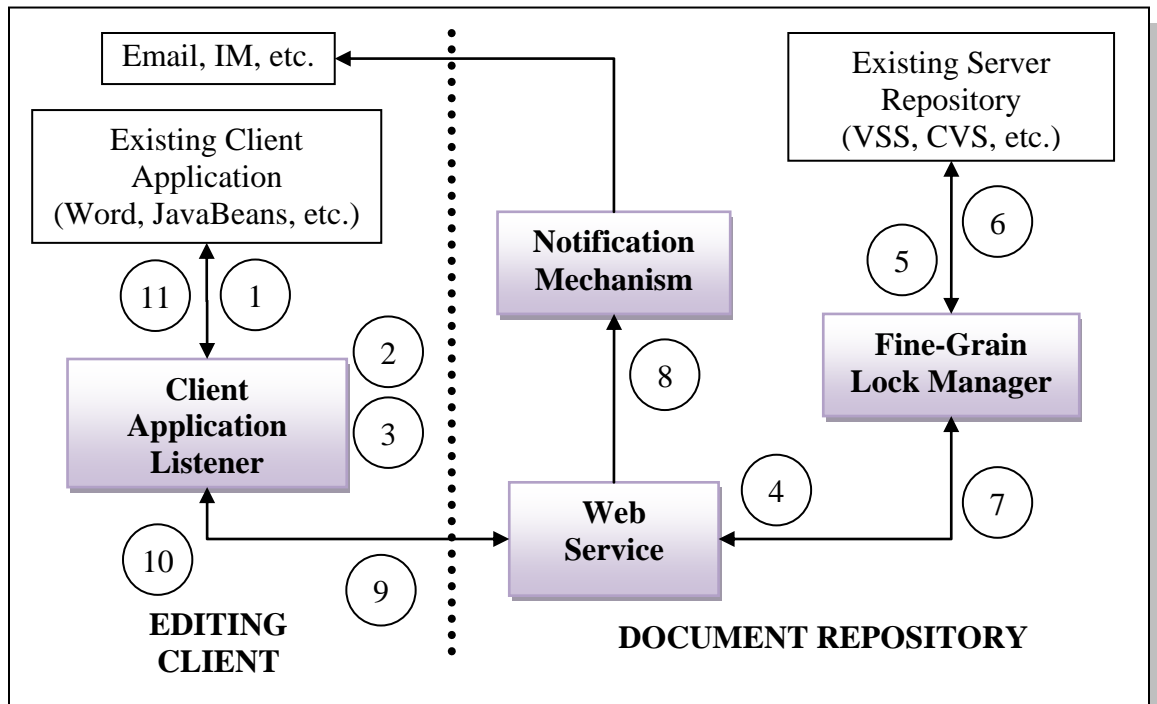 Email, IM, etc.
Existing Client
Application
(Word, JavaBeans, etc.)
11
1
2
3
Client
Application
Listener
10
9
EDITING
CLIENT
Existing Server
Repository
(VSS, CVS, etc.)
Notification
Mechanism
5
6
Fine-Grain
Lock Manager
8
4
7
Web
Service
DOCUMENT REPOSITORY